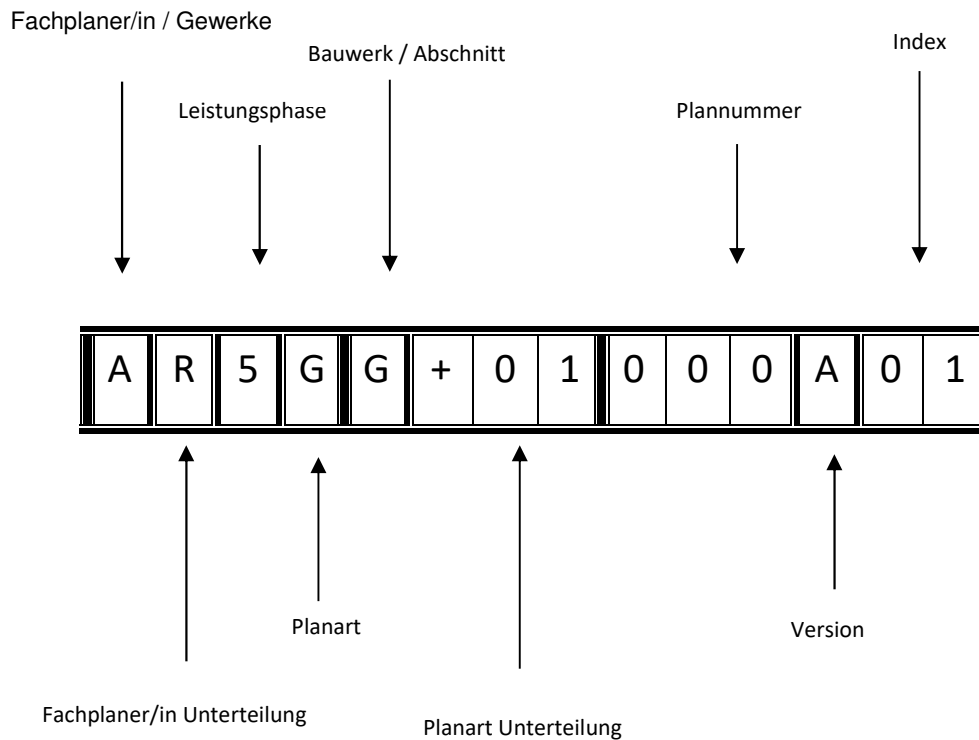 Fachplaner/in / Gewerke
Index
Bauwerk / Abschnitt
Leistungsphase
Plannummer
A R 5 G G + 0 1 0 0 0 A 0 1
Planart
Version
Fachplaner/in Unterteilung
Planart Unterteilung